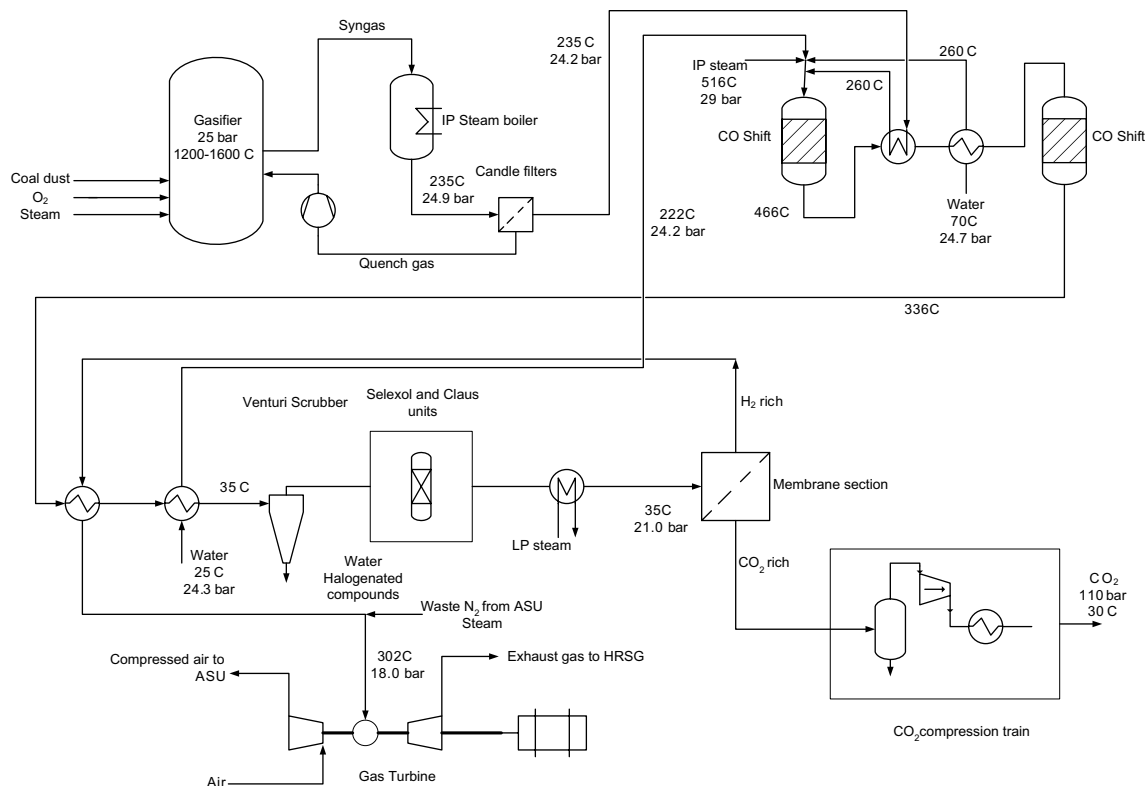 Syngas
Gasifier
25 bar
1200-1600 C
IP Steam boiler
Coal dust
O2
Steam
235C
24.9 bar
Candle filters
Quench gas
235 C
24.2 bar
IP steam
516C
29 bar
260 C
260 C
CO Shift
CO Shift
466C
222C
24.2 bar
Water
70C
24.7 bar
336C
H2 rich
Venturi Scrubber
Selexol and Claus
units
35 C
Water
25 C
24.3 bar
Water
Halogenated
compounds
LP steam
35C
21.0 bar
Membrane section
CO2 rich
Waste N2 from ASU
Steam
302C
18.0 bar
Compressed air to
ASU
Exhaust gas to HRSG
Air
Gas Turbine
CO2
110 bar
30 C
CO2compression train